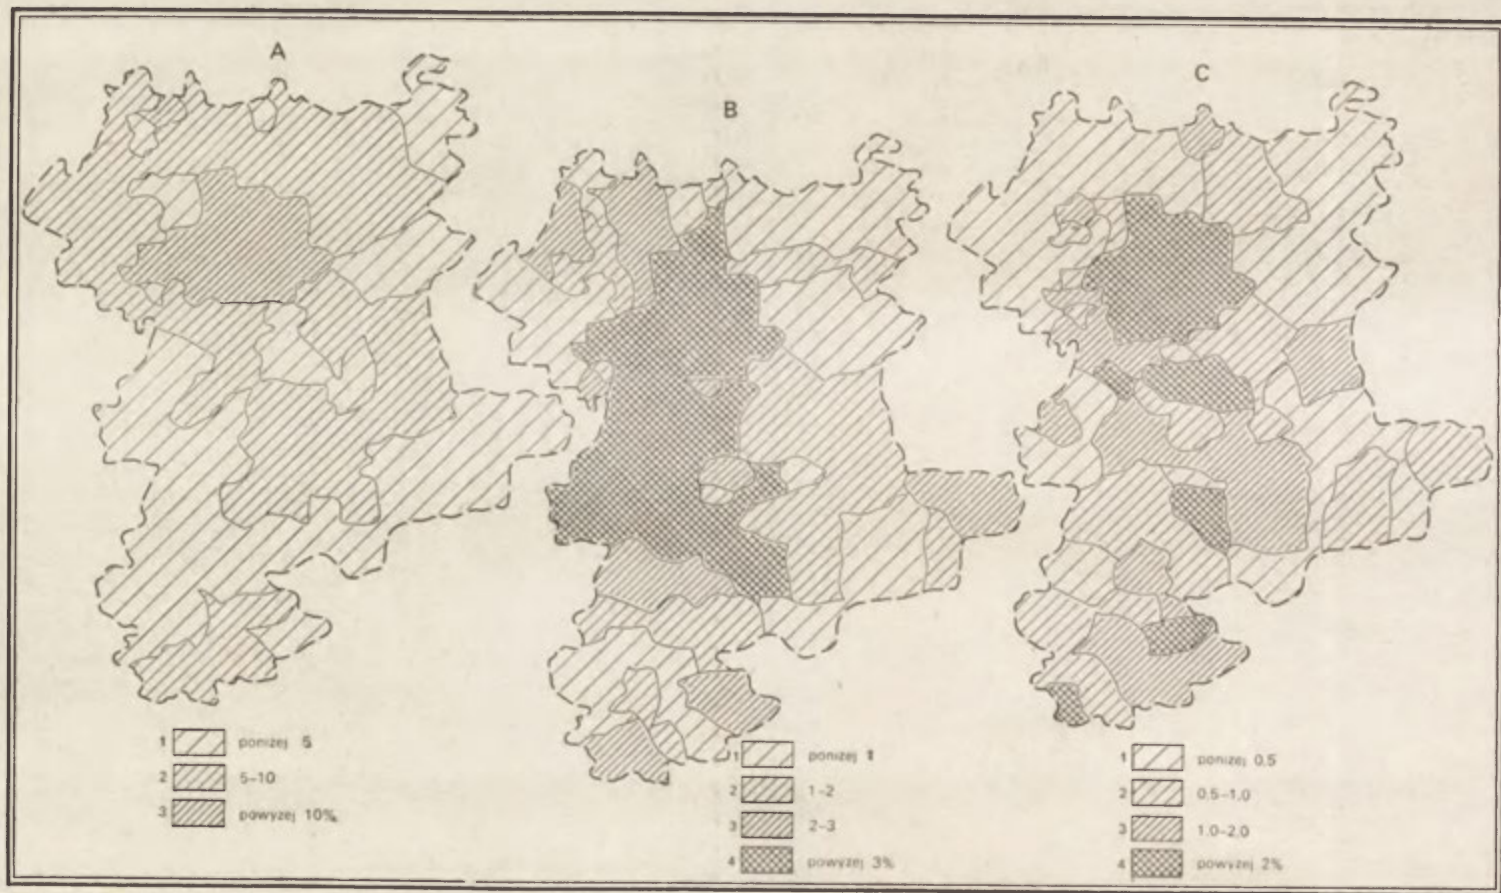 A
B
C
1 poniżej 5
2 5-10
3 powyżej 10%
1 poniżej 1
2 1-2
3 2-3
4 powyżej 3%
1 poniżej 0,5
2 0.5-1.0
3 1.0-2.0
4 powyżej 2%